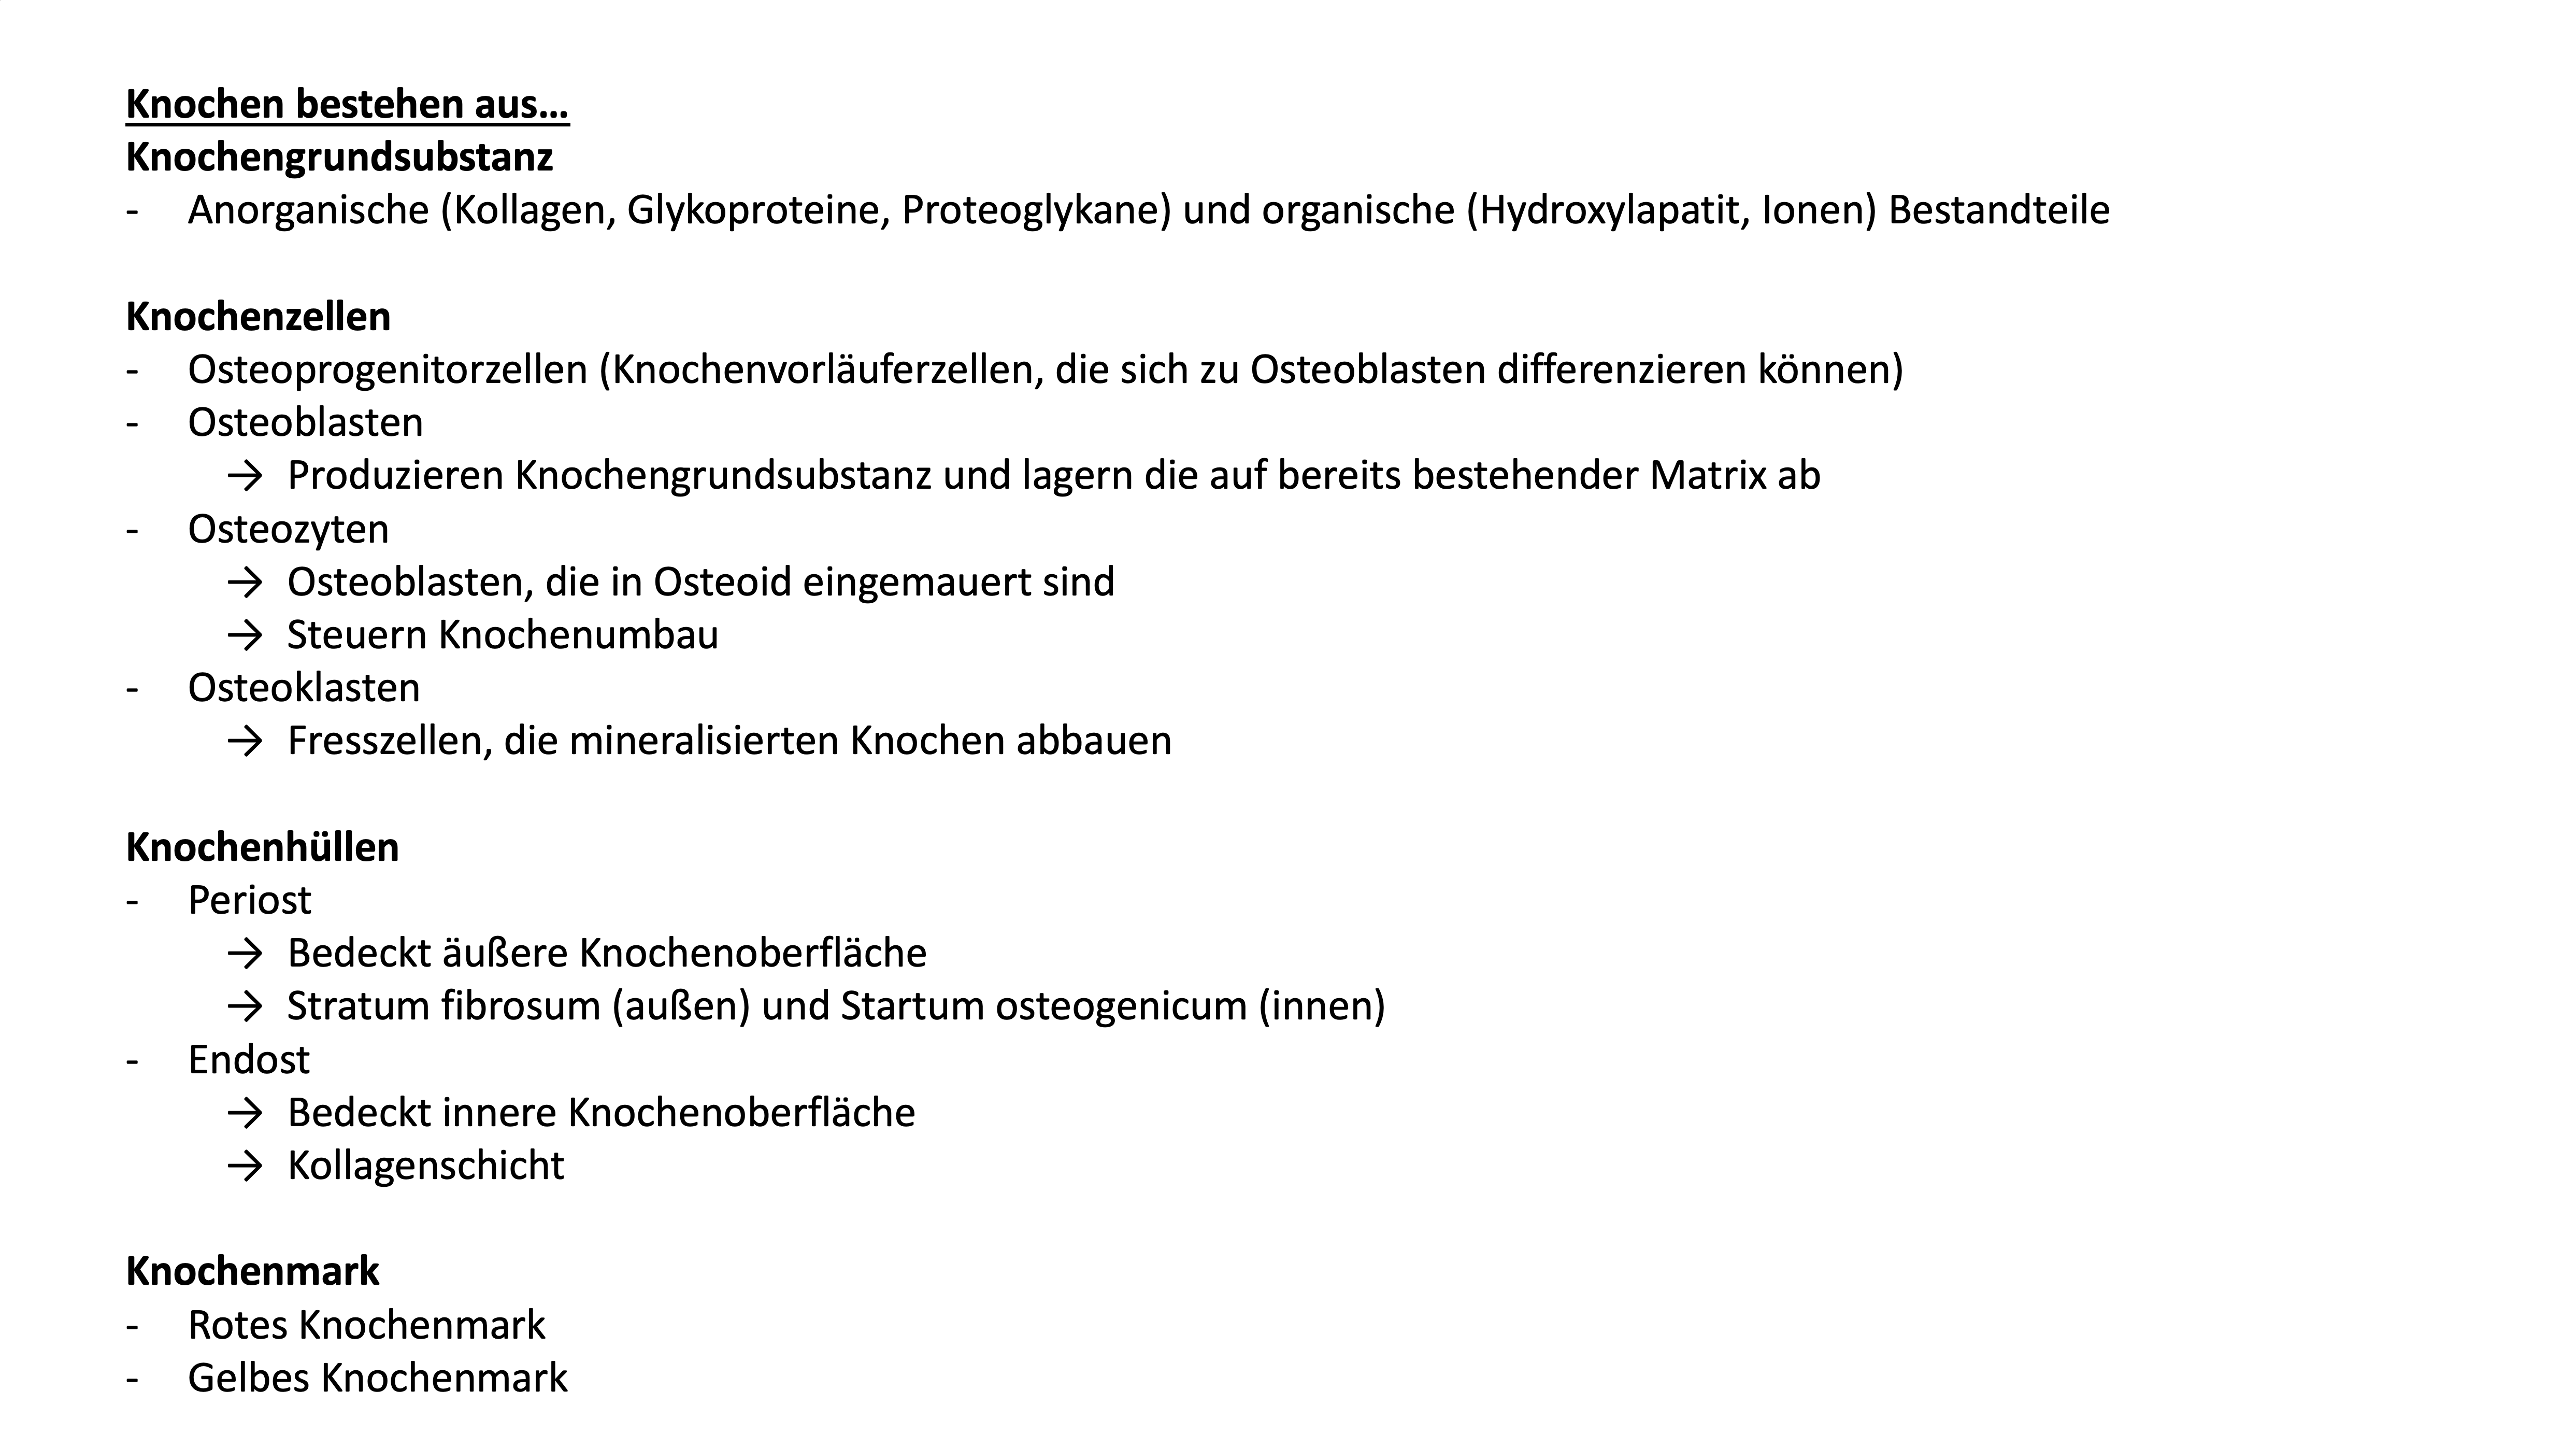 Knochen bestehen aus…
Knochengrundsubstanz
- Anorganische (Kollagen, Glykoproteine, Proteoglykane) und organische (Hydroxylapatit, Ionen) Bestandteile
Knochenzellen
- Osteoprogenitorzellen (Knochenvorläuferzellen, die sich zu Osteoblasten differenzieren können)
- Osteoblasten
→ Produzieren Knochengrundsubstanz und lagern die auf bereits bestehender Matrix ab
- Osteozyten
→ Osteoblasten, die in Osteoid eingemauert sind
→ Steuern Knochenumbau
- Osteoklasten
→ Fresszellen, die mineralisierten Knochen abbauen
Knochenhüllen
- Periost
→ Bedeckt äußere Knochenoberfläche
→ Stratum fibrosum (außen) und Startum osteogenicum (innen)
- Endost
→ Bedeckt innere Knochenoberfläche
→ Kollagenschicht
Knochenmark
- Rotes Knochenmark
- Gelbes Knochenmark